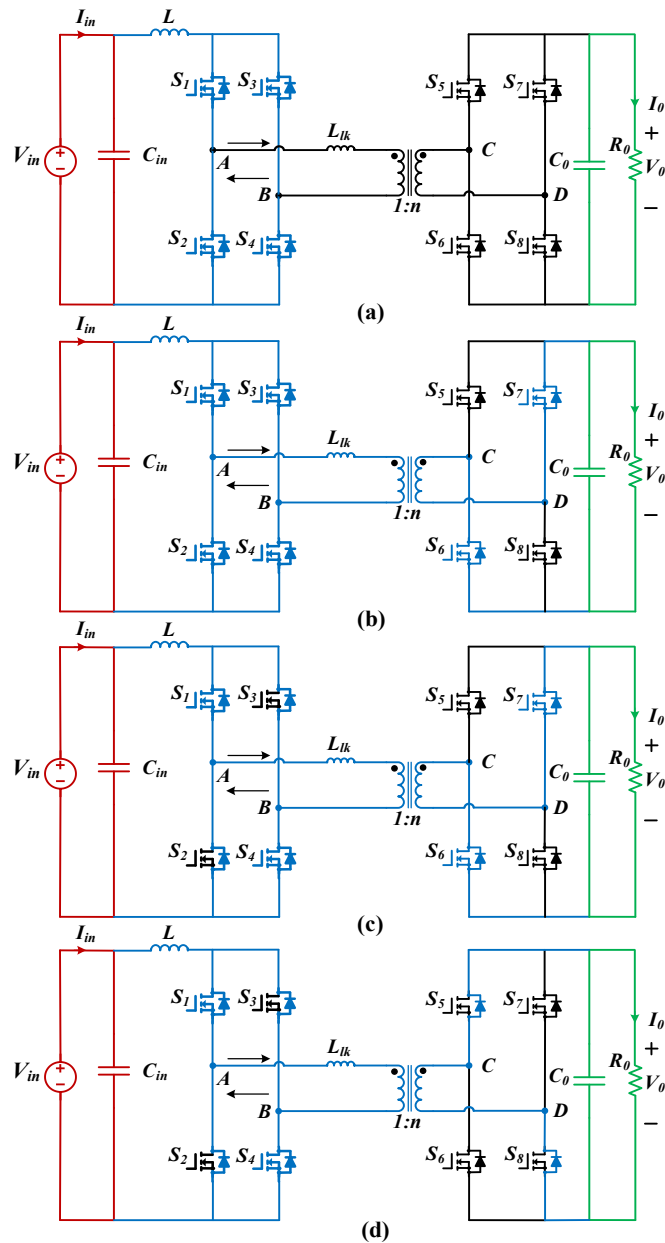 I_in L
S_1 S_3 S_5 S_7 I_0
V_in C_in A B L_lk 1:n C D C_0 R_0 + V_0 −
S_2 S_4 S_6 S_8
(a)
I_in L
S_1 S_3 S_5 S_7 I_0
V_in C_in A B L_lk 1:n C D C_0 R_0 + V_0 −
S_2 S_4 S_6 S_8
(b)
I_in L
S_1 S_3 S_5 S_7 I_0
V_in C_in A B L_lk 1:n C D C_0 R_0 + V_0 −
S_2 S_4 S_6 S_8
(c)
I_in L
S_1 S_3 S_5 S_7 I_0
V_in C_in A B L_lk 1:n C D C_0 R_0 + V_0 −
S_2 S_4 S_6 S_8
(d)